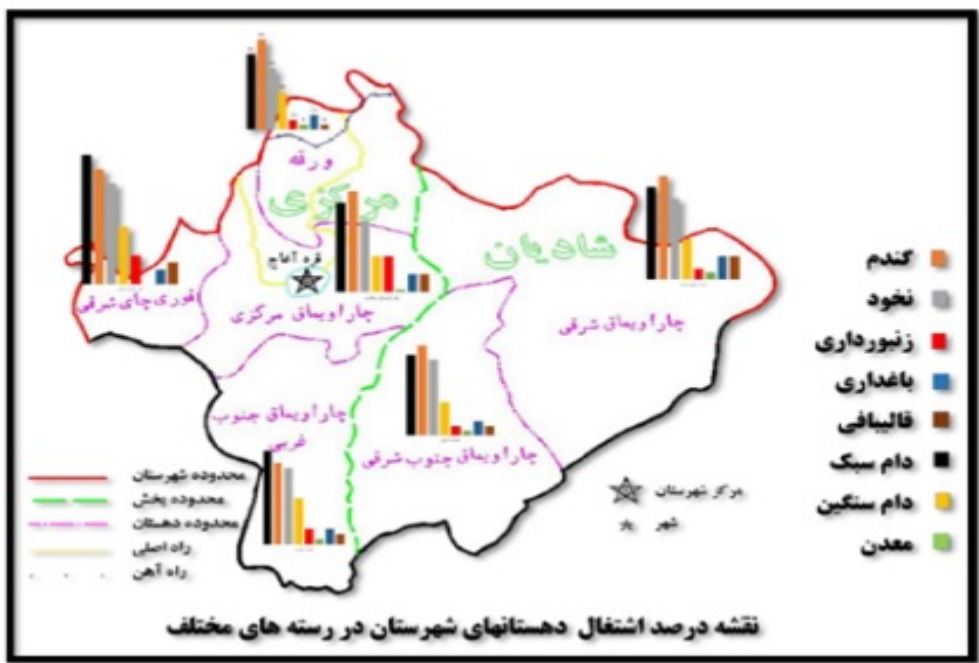 ورقه
مرکزی
شادیان
قره آغاج
قوری چای شرقی
چاراویماق مرکزی
چاراویماق شرقی
چاراویماق جنوب
غربی
چاراویماق جنوب شرقی
گندم
نخود
زنبورداری
باغداری
قالیبافی
دام سبک
دام سنگین
معدن
محدوده شهرستان
محدوده بخش
محدوده دهستان
راه اصلی
راه آهن
مرکز شهرستان
شهر
نقشه درصد اشتغال دهستانهای شهرستان در رسته های مختلف